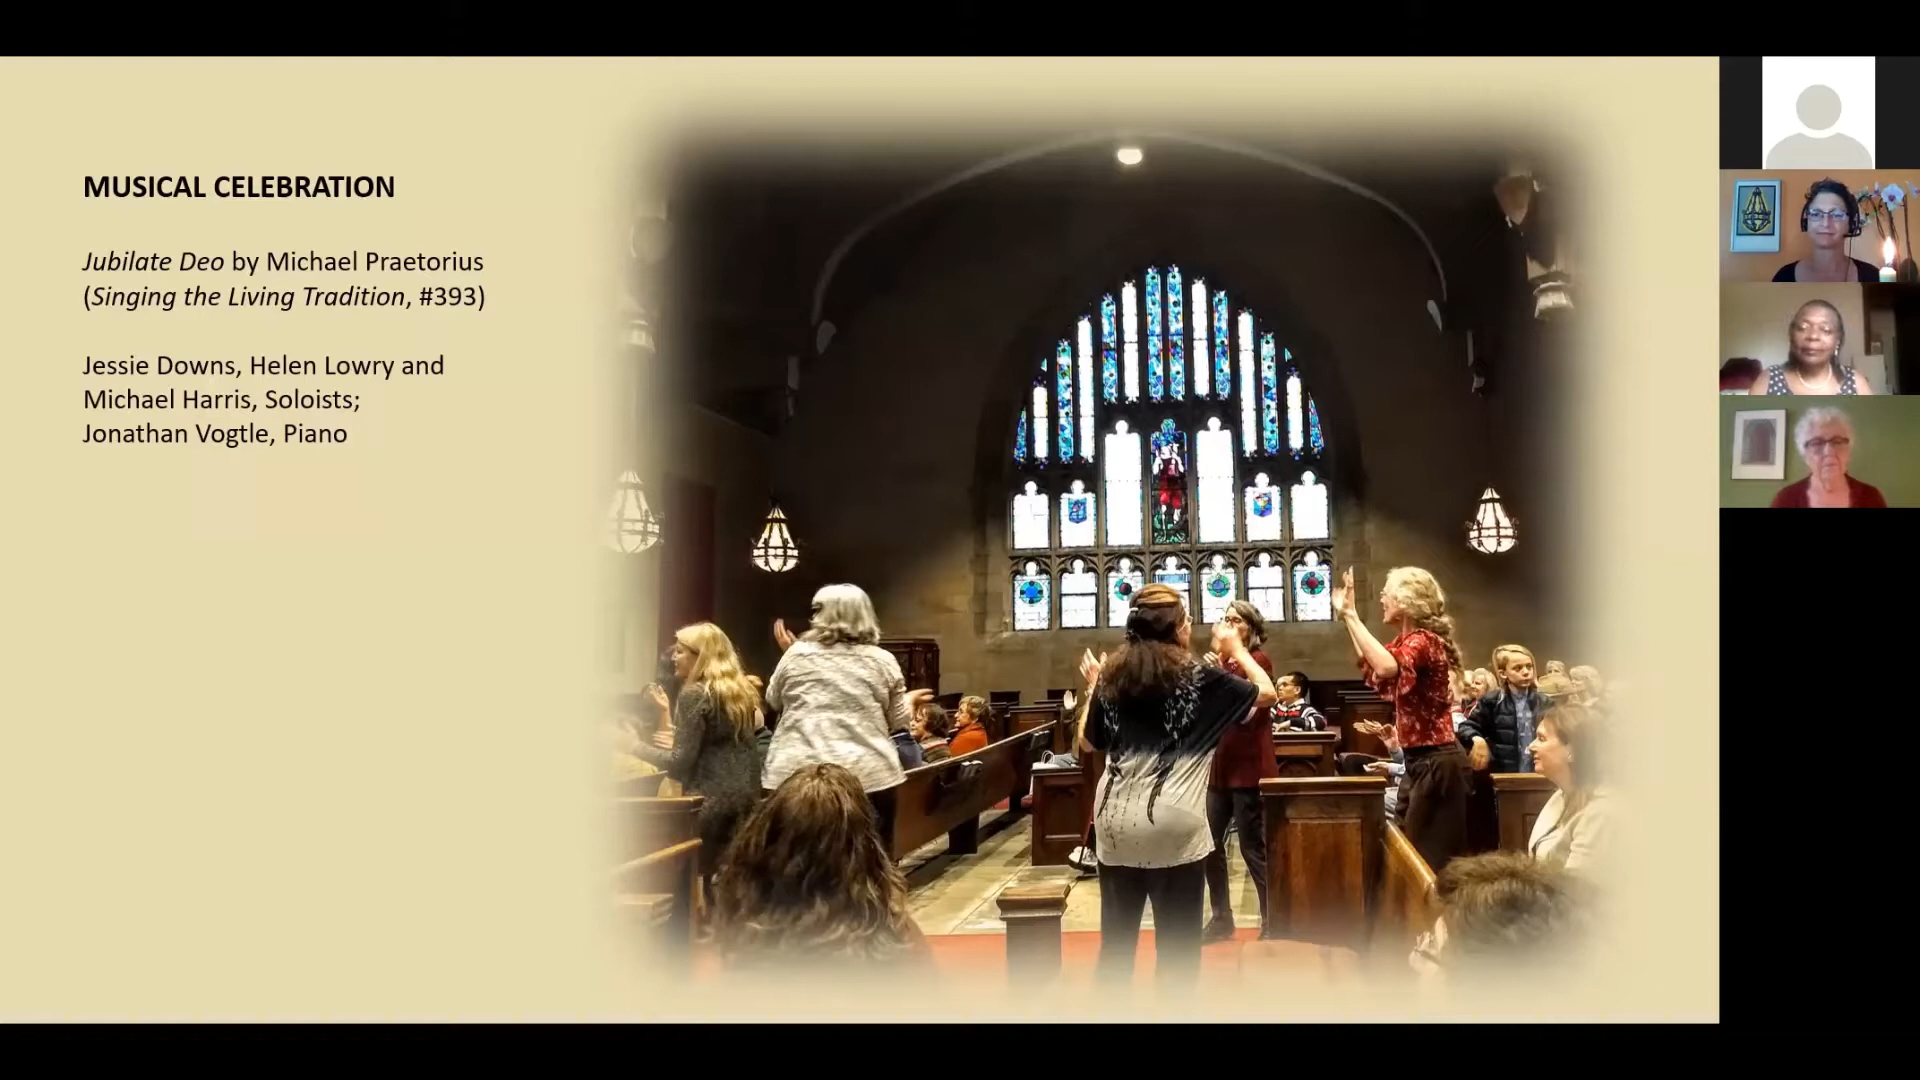 MUSICAL CELEBRATION
Jubilate Deo by Michael Praetorius
(Singing the Living Tradition, #393)
Jessie Downs, Helen Lowry and
Michael Harris, Soloists;
Jonathan Vogtle, Piano